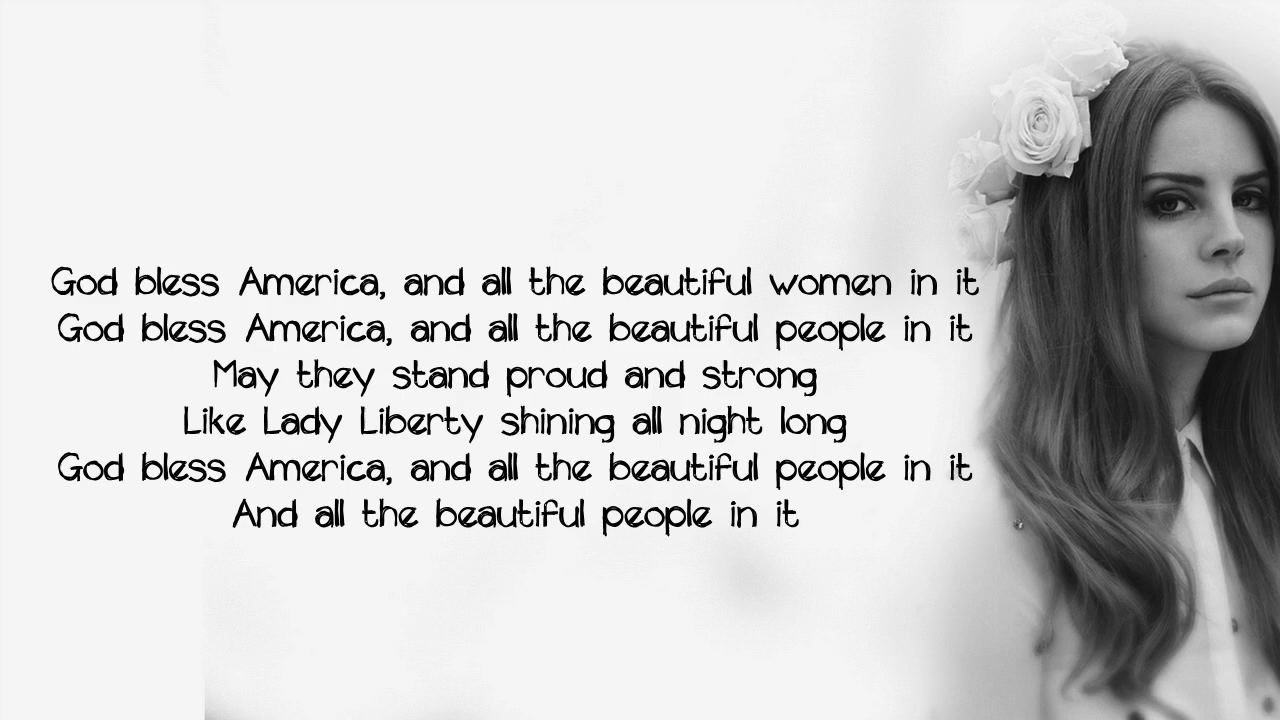 God bless America, and all the beautiful women in it
God bless America, and all the beautiful people in it
May they stand proud and strong
Like Lady Liberty shining all night long
God bless America, and all the beautiful people in it
And all the beautiful people in it